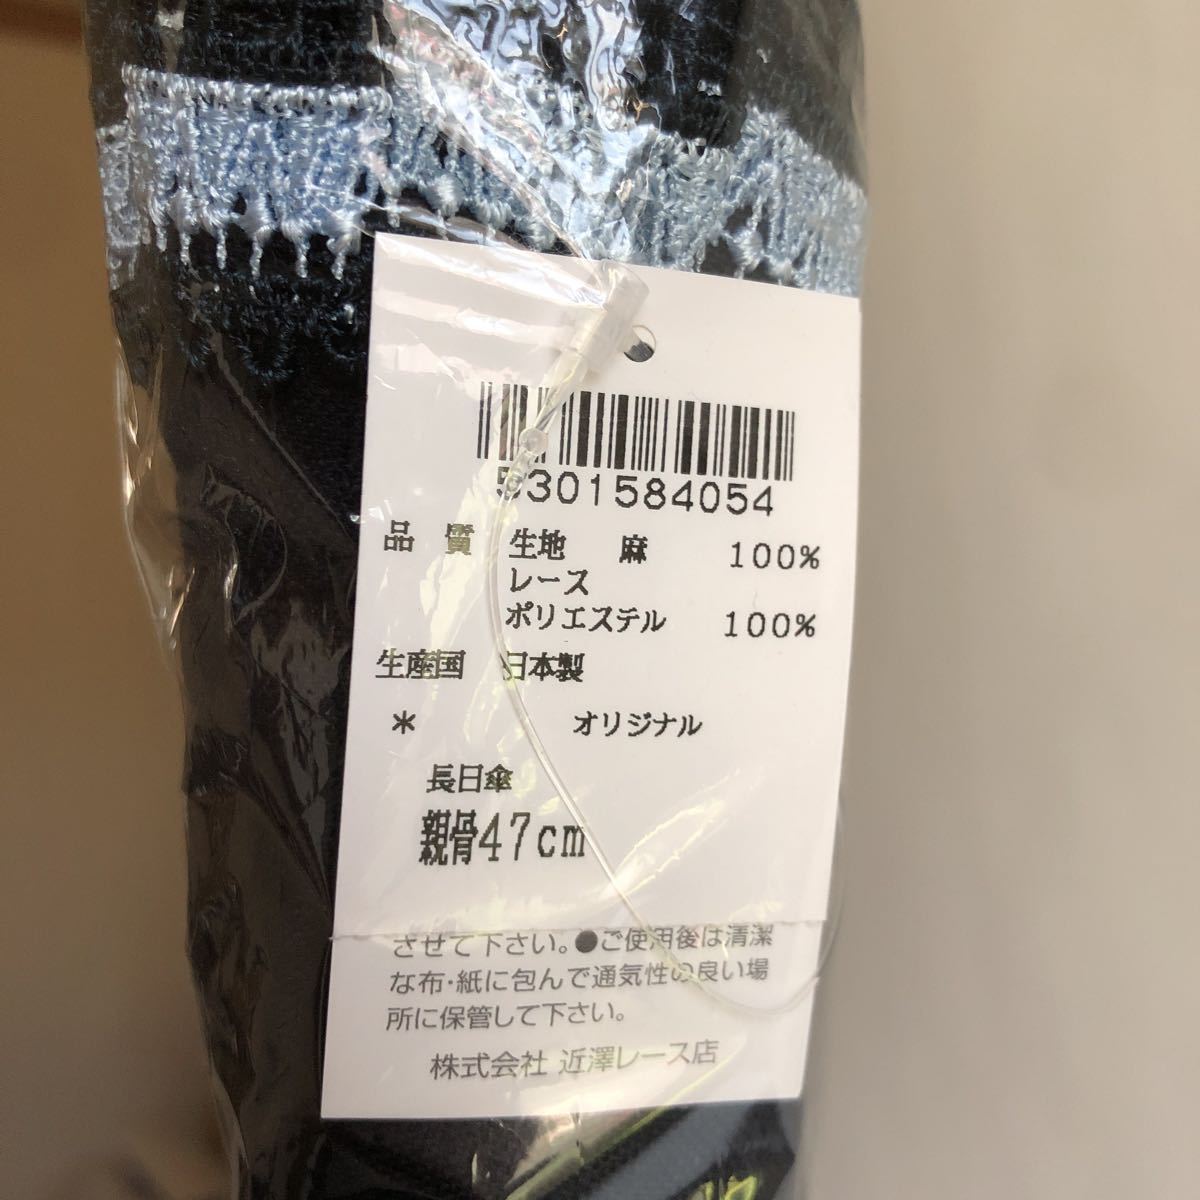 5301584054
品 質 生地 麻 100%
レース
ポリエステル 100%
生産国 日本製
＊ オリジナル
長日傘
親骨47cm
させて下さい。●ご使用後は清潔
な布・紙に包んで通気性の良い場
所に保管して下さい。
株式会社 近澤レース店